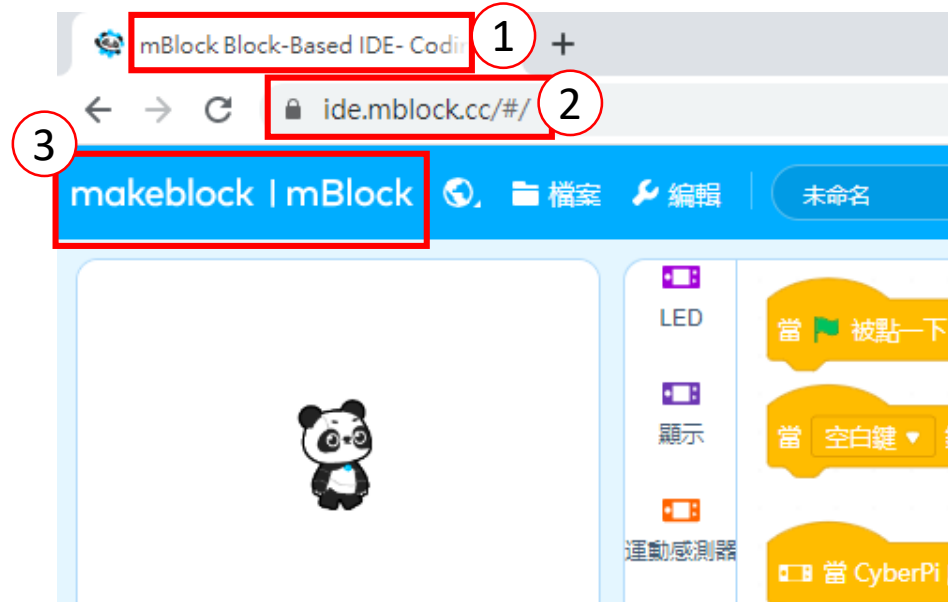 mBlock Block-Based IDE- Codin
1
+
ide.mblock.cc/#/
2
3
makeblock | mBlock
檔案
編輯
未命名
LED
當 被點一下
顯示
當 空白鍵
運動感測器
當 CyberPi